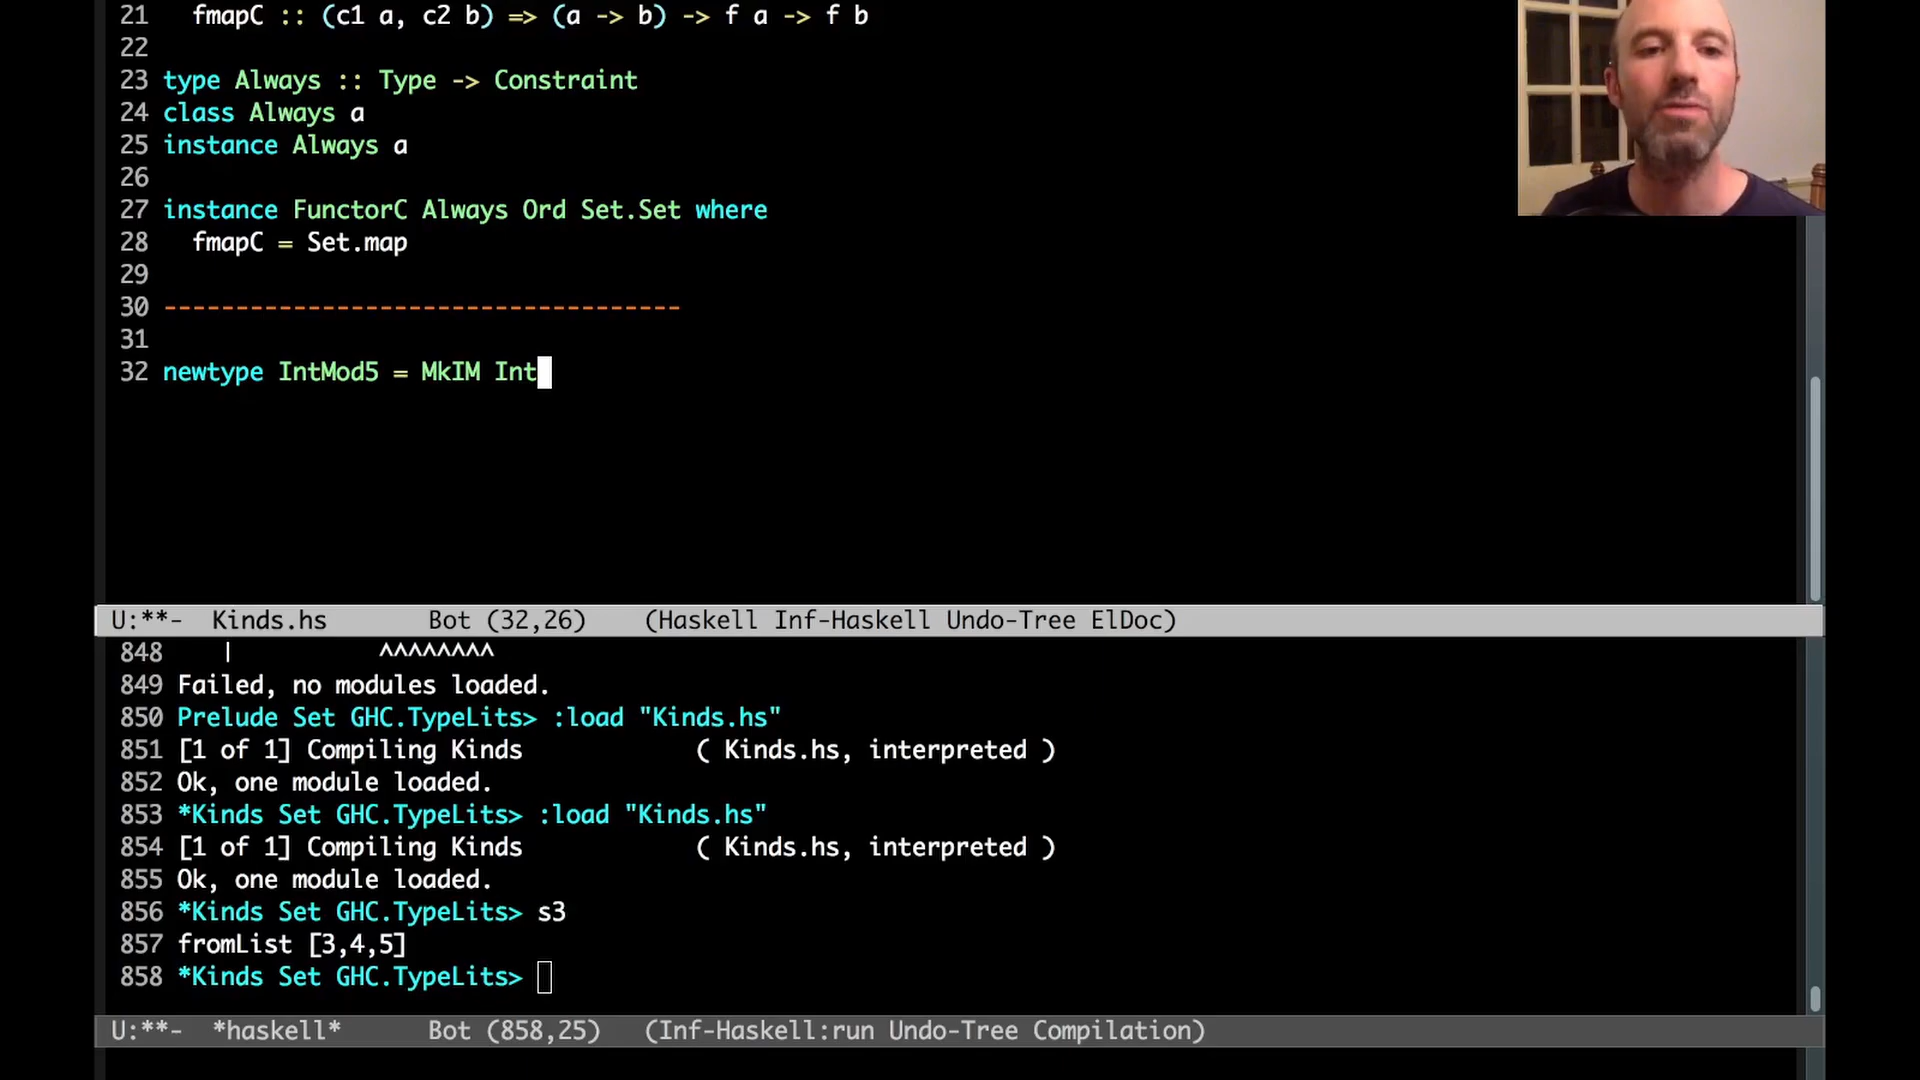 21   fmapC :: (c1 a, c2 b) => (a -> b) -> f a -> f b
22
23 type Always :: Type -> Constraint
24 class Always a
25 instance Always a
26
27 instance FunctorC Always Ord Set.Set where
28   fmapC = Set.map
29
30 ------------------------------------
31
32 newtype IntMod5 = MkIM Int
U:**-  Kinds.hs       Bot (32,26)    (Haskell Inf-Haskell Undo-Tree ElDoc)
848    |          ^^^^^^^^
849 Failed, no modules loaded.
850 Prelude Set GHC.TypeLits> :load "Kinds.hs"
851 [1 of 1] Compiling Kinds            ( Kinds.hs, interpreted )
852 Ok, one module loaded.
853 *Kinds Set GHC.TypeLits> :load "Kinds.hs"
854 [1 of 1] Compiling Kinds            ( Kinds.hs, interpreted )
855 Ok, one module loaded.
856 *Kinds Set GHC.TypeLits> s3
857 fromList [3,4,5]
858 *Kinds Set GHC.TypeLits>
U:**-  *haskell*      Bot (858,25)   (Inf-Haskell:run Undo-Tree Compilation)